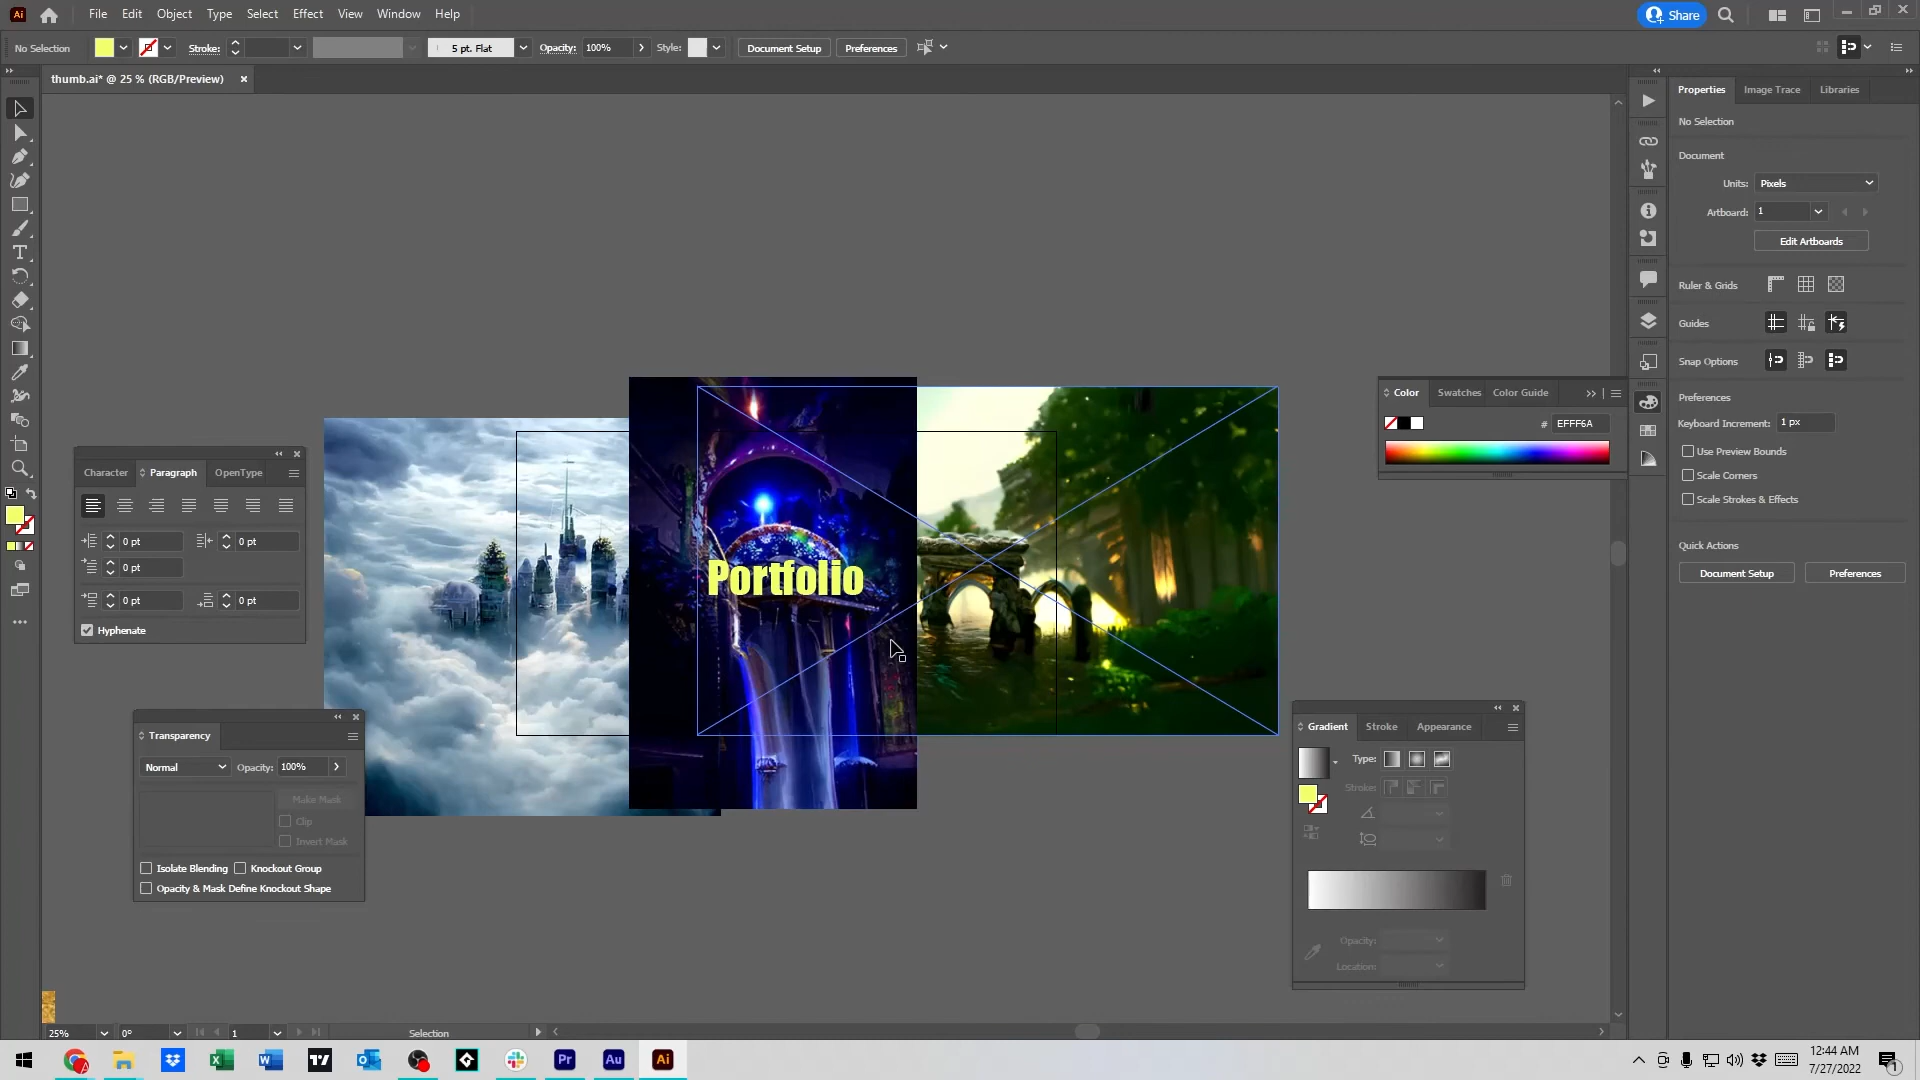 Ai File Edit Object Type Select Effect View Window Help Share
No Selection Stroke: 5 pt. Flat Opacity: 100% Style: Document Setup Preferences
thumb.ai* @ 25 % (RGB/Preview)
Properties Image Trace Libraries
No Selection
Document
Units: Pixels
Artboard: 1
Edit Artboards
Ruler & Grids
Guides
Snap Options
Preferences
Keyboard Increment: 1 px
Use Preview Bounds
Scale Corners
Scale Strokes & Effects
Quick Actions
Document Setup Preferences
Color Swatches Color Guide
# EFFF6A
Character Paragraph OpenType
0 pt 0 pt
0 pt
0 pt 0 pt
Hyphenate
Portfolio
Transparency
Normal Opacity: 100%
Make Mask
Clip
Invert Mask
Isolate Blending Knockout Group
Opacity & Mask Define Knockout Shape
Gradient Stroke Appearance
Type:
Stroke:
Opacity:
Location:
25% 0° 1 Selection
Pr Au Ai
12:44 AM
7/27/2022
1